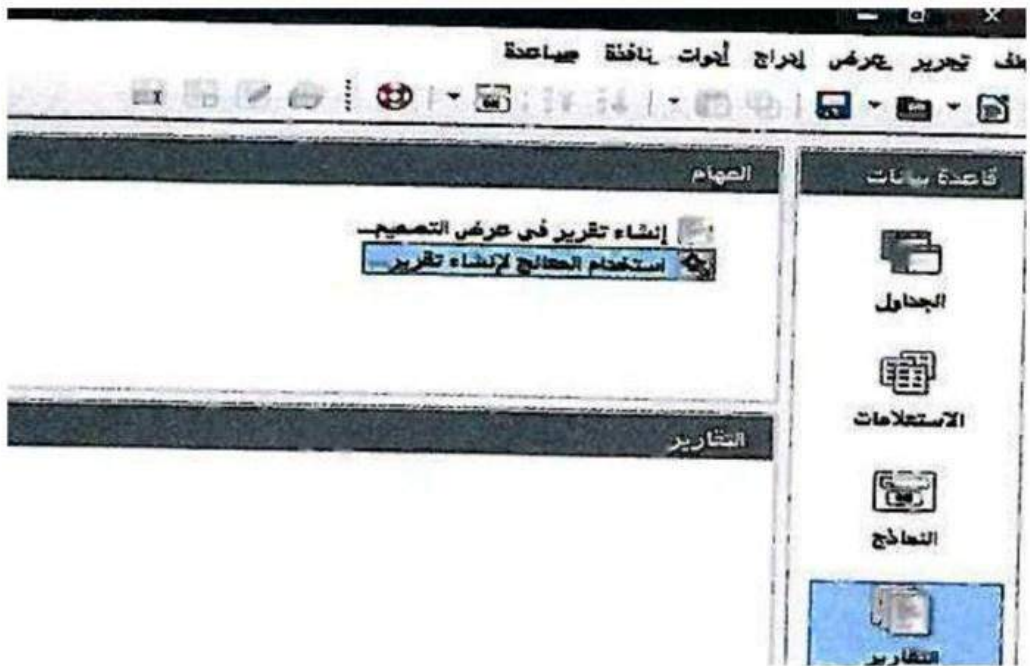 ملف تحرير عرض إدراج أدوات نافذة مساعدة
قاعدة بيانات
الجداول
الاستعلامات
النماذج
التقارير
المهام
إنشاء تقرير في عرض التصميم...
استخدام المعالج لإنشاء تقرير...
التقارير